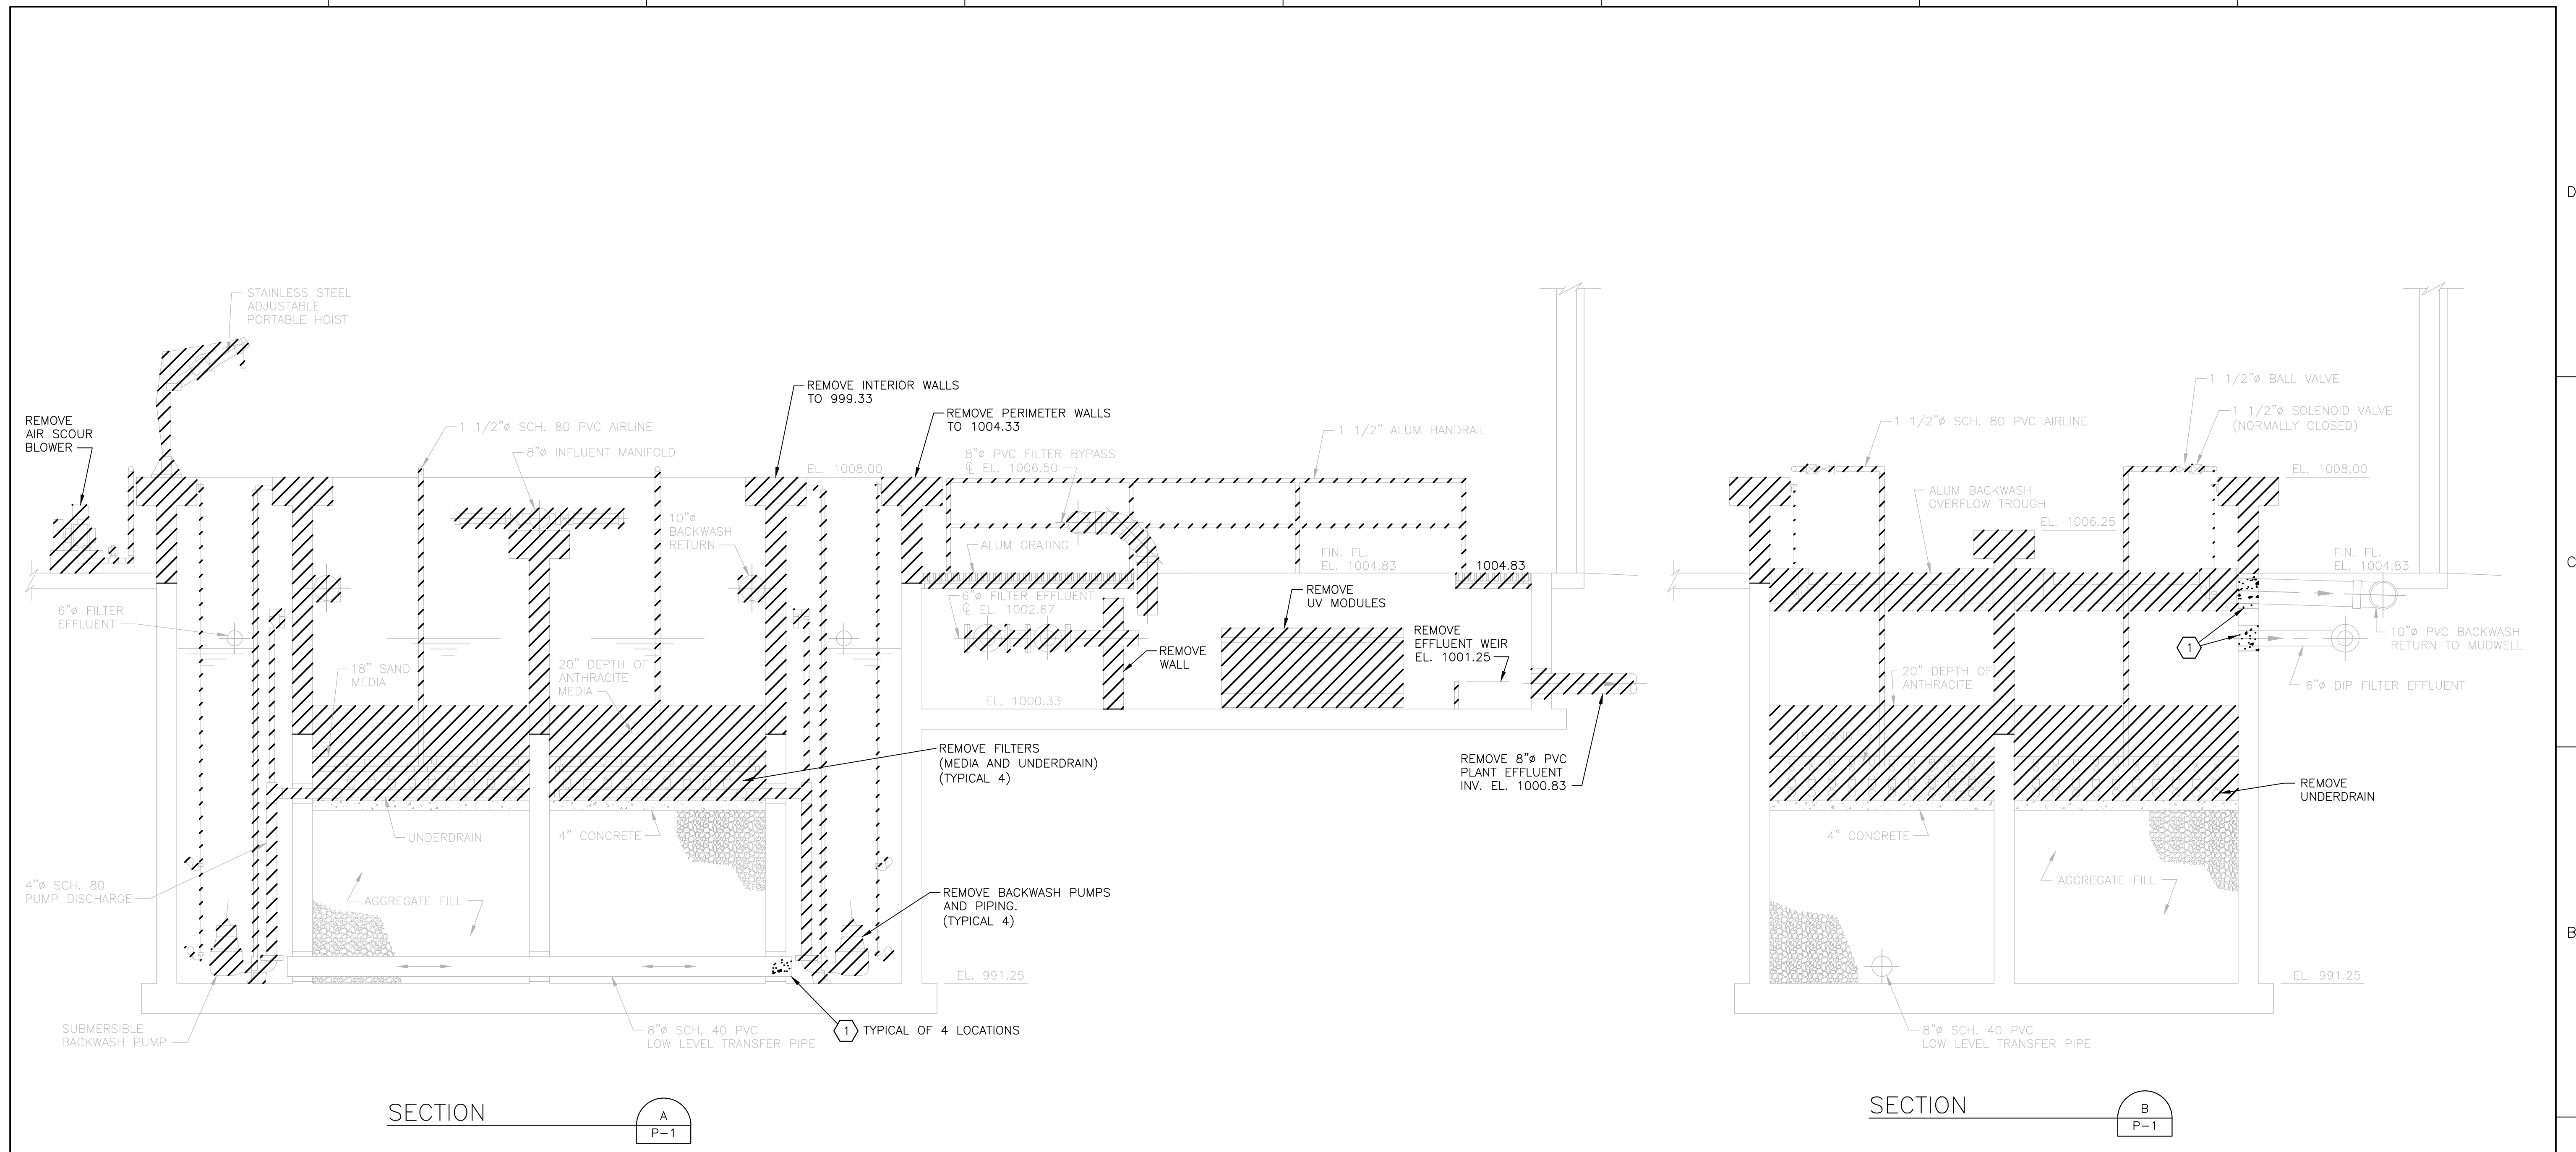 STAINLESS STEEL
ADJUSTABLE
PORTABLE HOIST
REMOVE
AIR SCOUR
BLOWER
1 1/2"ø SCH. 80 PVC AIRLINE
8"ø INFLUENT MANIFOLD
REMOVE INTERIOR WALLS
TO 999.33
REMOVE PERIMETER WALLS
TO 1004.33
EL. 1008.00
8"ø PVC FILTER BYPASS
℄ EL. 1006.50
1 1/2" ALUM HANDRAIL
10"ø
BACKWASH
RETURN
ALUM GRATING
FIN. FL.
EL. 1004.83
1004.83
6"ø FILTER
EFFLUENT
6"ø FILTER EFFLUENT
℄ EL. 1002.67
REMOVE
UV MODULES
REMOVE
EFFLUENT WEIR
EL. 1001.25
REMOVE
WALL
18" SAND
MEDIA
20" DEPTH OF
ANTHRACITE
MEDIA
EL. 1000.33
REMOVE FILTERS
(MEDIA AND UNDERDRAIN)
(TYPICAL 4)
REMOVE 8"ø PVC
PLANT EFFLUENT
INV. EL. 1000.83
UNDERDRAIN
4" CONCRETE
4"ø SCH. 80
PUMP DISCHARGE
AGGREGATE FILL
REMOVE BACKWASH PUMPS
AND PIPING.
(TYPICAL 4)
EL. 991.25
SUBMERSIBLE
BACKWASH PUMP
8"ø SCH. 40 PVC
LOW LEVEL TRANSFER PIPE
1 TYPICAL OF 4 LOCATIONS
SECTION
A
P-1
1 1/2"ø BALL VALVE
1 1/2"ø SOLENOID VALVE
(NORMALLY CLOSED)
1 1/2"ø SCH. 80 PVC AIRLINE
EL. 1008.00
ALUM BACKWASH
OVERFLOW TROUGH
EL. 1006.25
FIN. FL.
EL. 1004.83
10"ø PVC BACKWASH
RETURN TO MUDWELL
1
20" DEPTH OF
ANTHRACITE
6"ø DIP FILTER EFFLUENT
REMOVE
UNDERDRAIN
4" CONCRETE
AGGREGATE FILL
EL. 991.25
8"ø SCH. 40 PVC
LOW LEVEL TRANSFER PIPE
SECTION
B
P-1
D
C
B